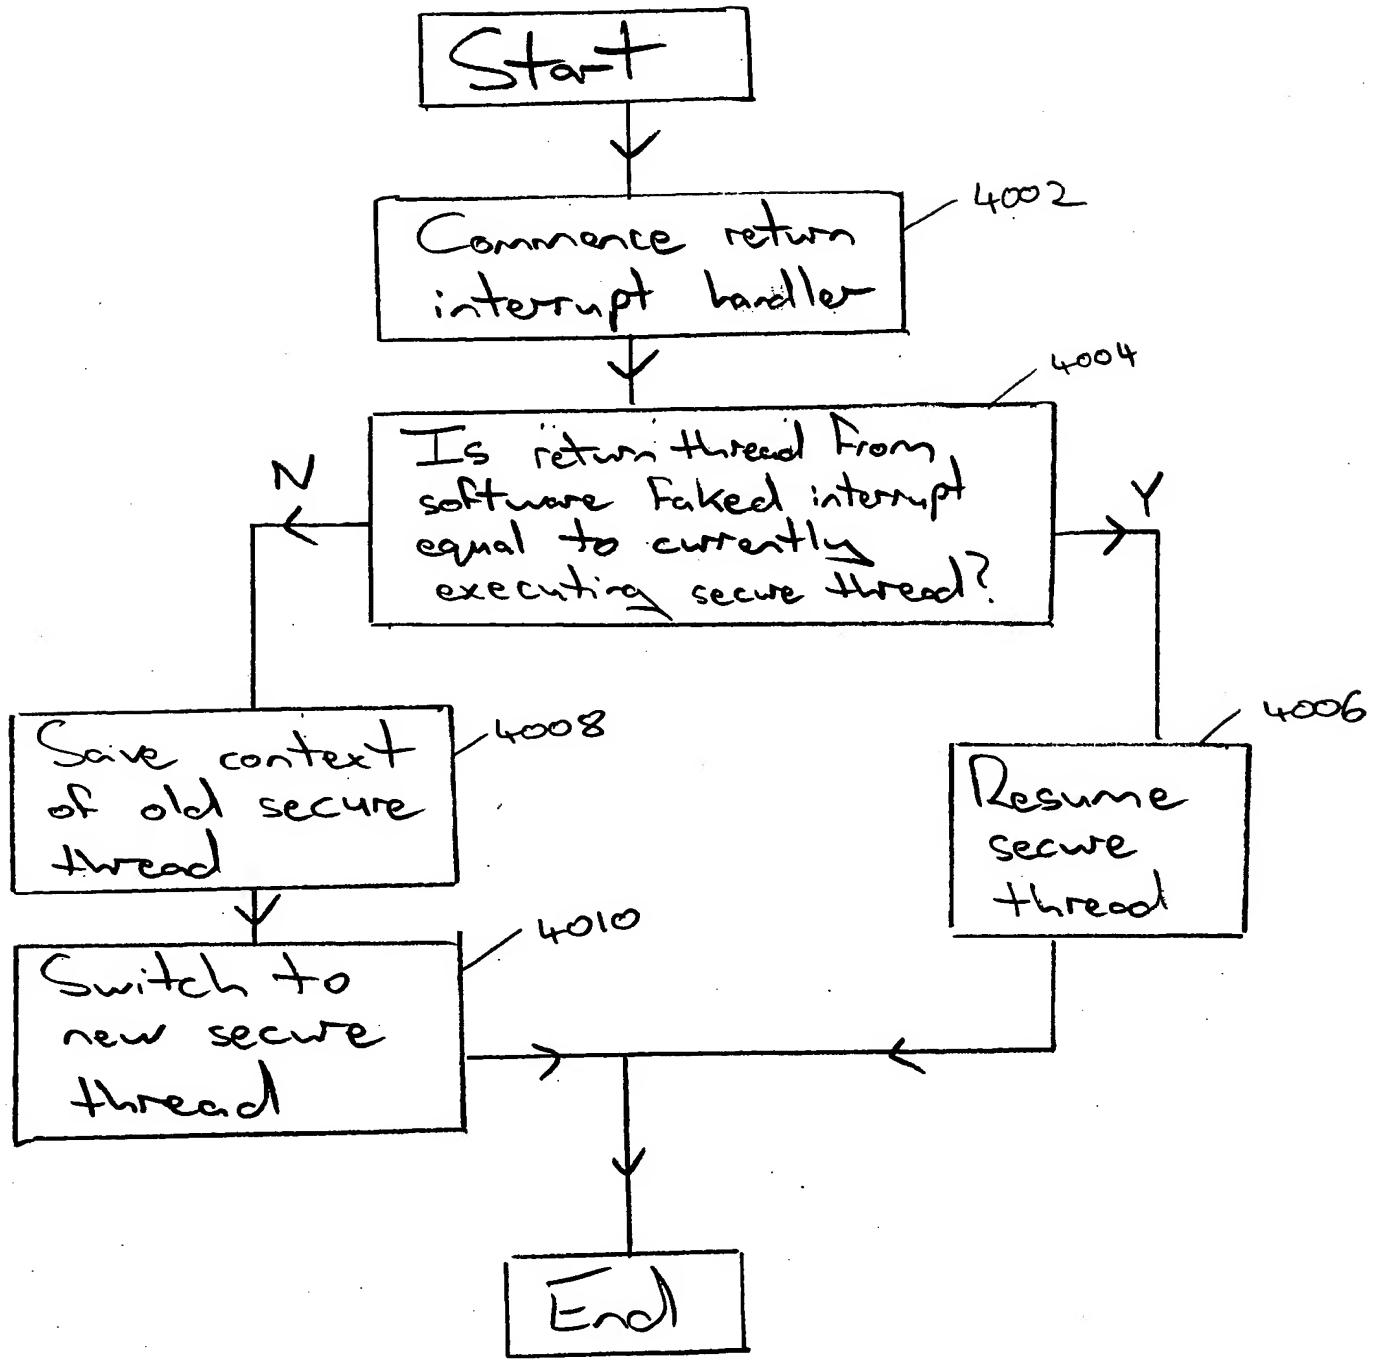 Start
4002
Commence return
interrupt handler
4004
Is return thread from
software faked interrupt
equal to currently
executing secure thread?
N
Y
4008
Save context
of old secure
thread
4006
Resume
secure
thread
4010
Switch to
new secure
thread
End